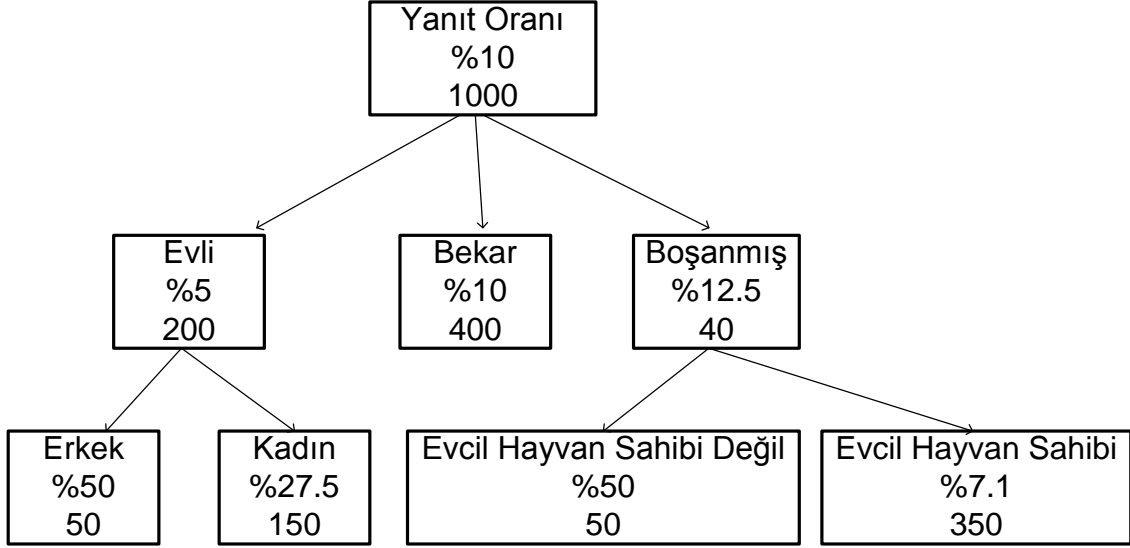 Yanıt Oranı
%10
1000
Evli
%5
200
Bekar
%10
400
Boşanmış
%12.5
40
Erkek
%50
50
Kadın
%27.5
150
Evcil Hayvan Sahibi Değil
%50
50
Evcil Hayvan Sahibi
%7.1
350